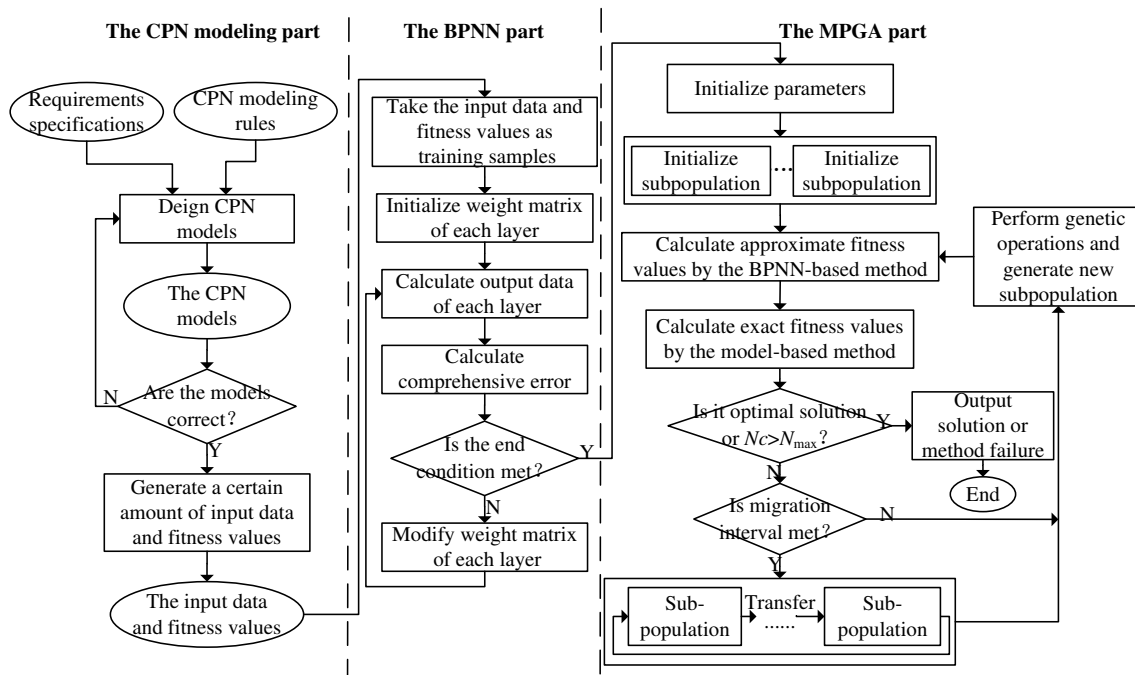 The CPN modeling part
Requirements
specifications
CPN modeling
rules
Deign CPN
models
The CPN
models
Are the models
correct?
N
Y
Generate a certain
amount of input data
and fitness values
The input data
and fitness values
The BPNN part
Take the input data and
fitness values as
training samples
Initialize weight matrix
of each layer
Calculate output data
of each layer
Calculate
comprehensive error
Is the end
condition met?
Y
N
Modify weight matrix
of each layer
The MPGA part
Initialize parameters
Initialize
subpopulation
...
Initialize
subpopulation
Calculate approximate fitness
values by the BPNN-based method
Perform genetic
operations and
generate new
subpopulation
Calculate exact fitness values
by the model-based method
Is it optimal solution
or Nc>Nmax?
Y
N
Output
solution or
method failure
End
Is migration
interval met?
N
Y
Sub-
population
Transfer
......
Sub-
population